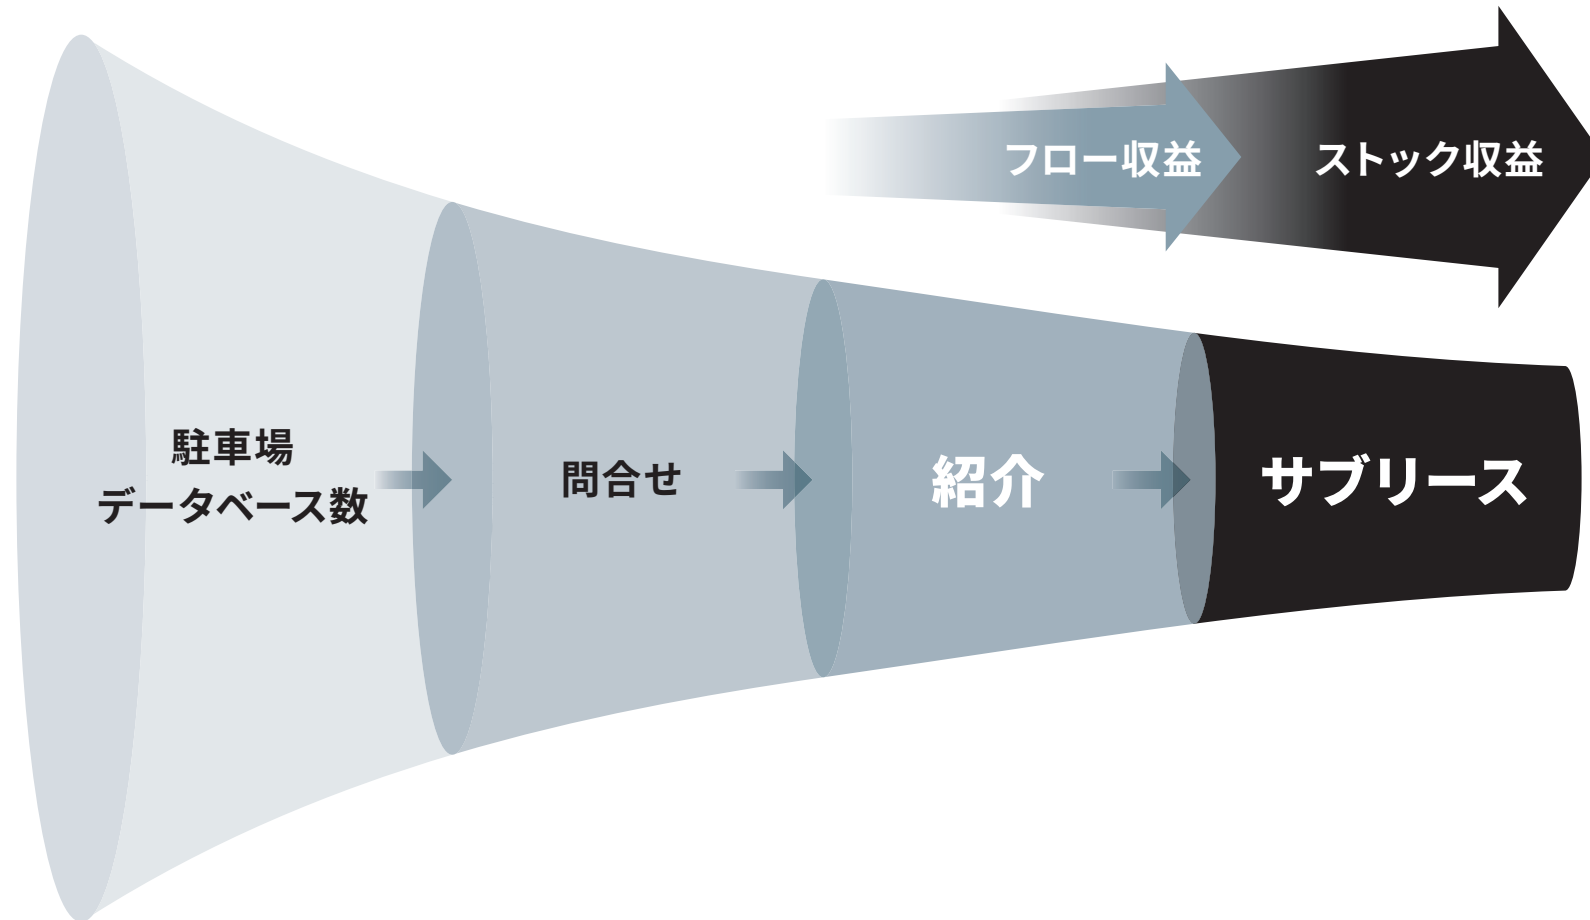 フロー収益
ストック収益
駐車場
データベース数
問合せ
紹介
サブリース